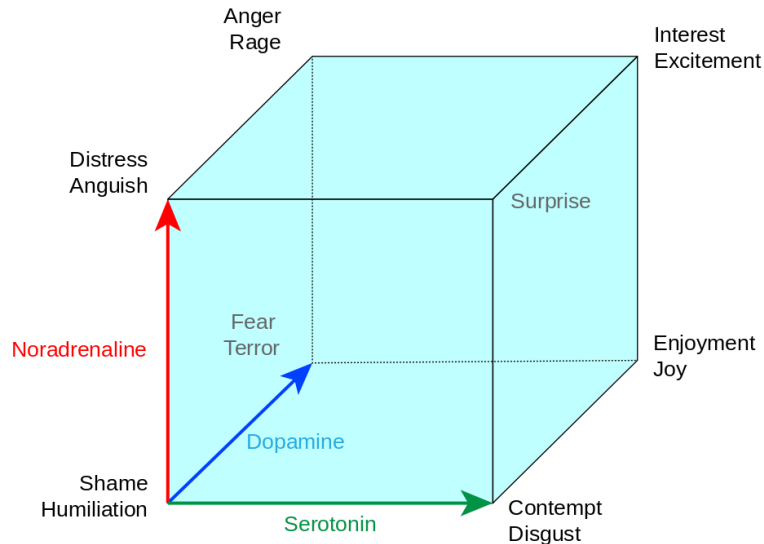 Anger
Rage
Interest
Excitement
Distress
Anguish
Surprise
Fear
Terror
Noradrenaline
Enjoyment
Joy
Dopamine
Shame
Humiliation
Contempt
Disgust
Serotonin